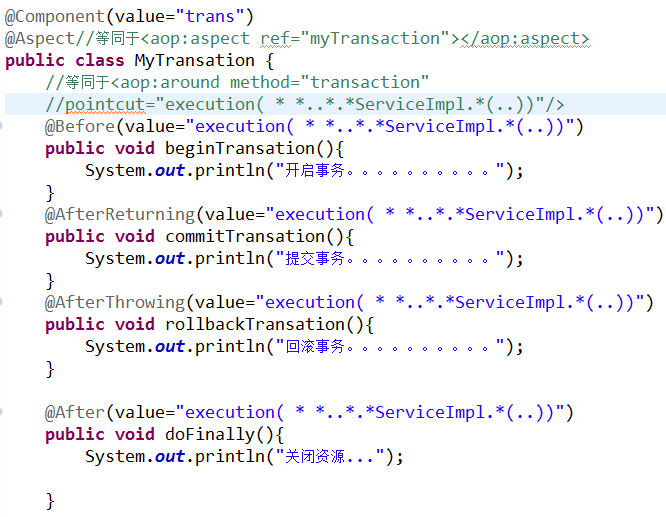 @Component(value="trans")
@Aspect//等同于<aop:aspect ref="myTransaction"></aop:aspect>
public class MyTransation {
//等同于<aop:around method="transaction"
//pointcut="execution( * *..*.*ServiceImpl.*(..))"/>
@Before(value="execution( * *..*.*ServiceImpl.*(..))")
public void beginTransation(){
System.out.println("开启事务。。。。。。。。。。");
}
@AfterReturning(value="execution( * *..*.*ServiceImpl.*(..))")
public void commitTransation(){
System.out.println("提交事务。。。。。。。。。。");
}
@AfterThrowing(value="execution( * *..*.*ServiceImpl.*(..))")
public void rollbackTransation(){
System.out.println("回滚事务。。。。。。。。。。");
}
@After(value="execution( * *..*.*ServiceImpl.*(..))")
public void doFinally(){
System.out.println("关闭资源...");
}